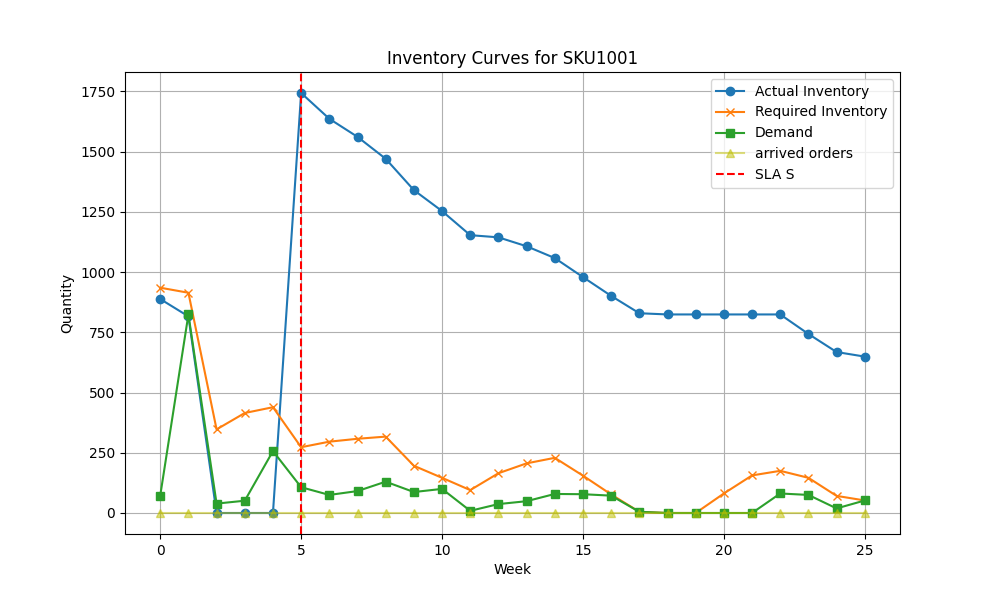 Inventory Curves for SKU1001
Actual Inventory
Required Inventory
Demand
arrived orders
SLA S
Quantity
1750
1500
1250
1000
750
500
250
0
0 5 10 15 20 25
Week